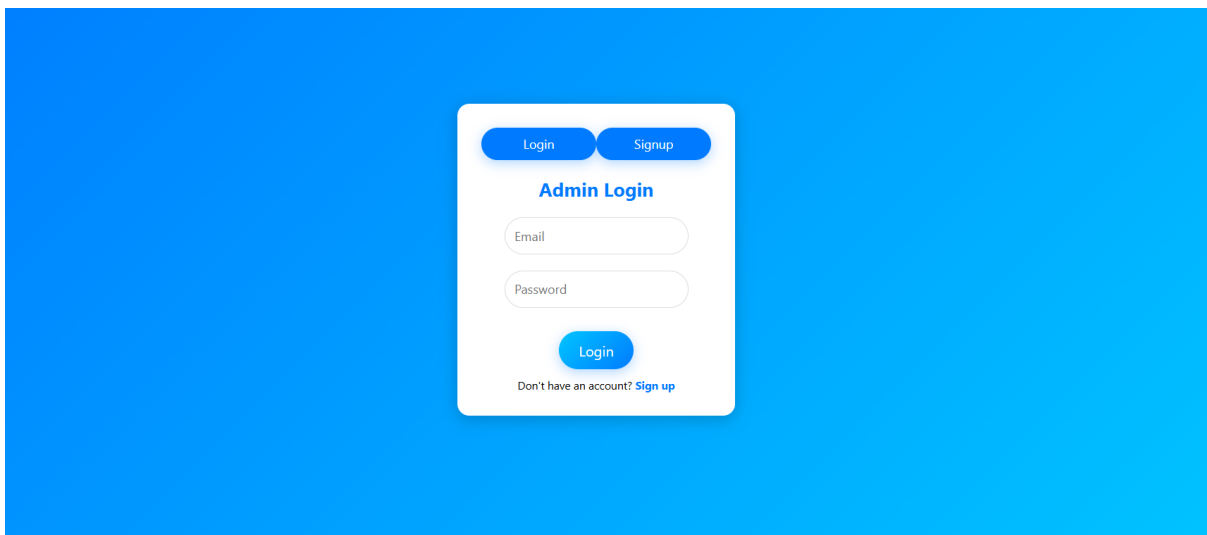 Login Signup
Admin Login
Email
Password
Login
Don't have an account? Sign up